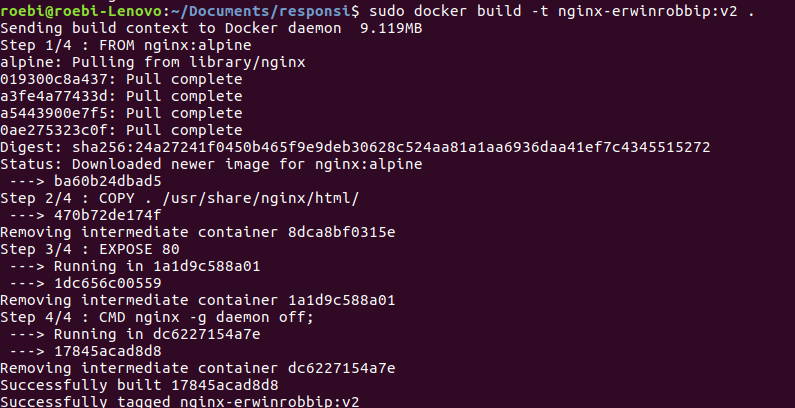 roebi@roebi-Lenovo:~/Documents/responsi$ sudo docker build -t nginx-erwinrobbip:v2 .
Sending build context to Docker daemon  9.119MB
Step 1/4 : FROM nginx:alpine
alpine: Pulling from library/nginx
019300c8a437: Pull complete
a3fe4a77433d: Pull complete
a5443900e7f5: Pull complete
0ae275323c0f: Pull complete
Digest: sha256:24a27241f0450b465f9e9deb30628c524aa81a1aa6936daa41ef7c4345515272
Status: Downloaded newer image for nginx:alpine
 ---> ba60b24dbad5
Step 2/4 : COPY . /usr/share/nginx/html/
 ---> 470b72de174f
Removing intermediate container 8dca8bf0315e
Step 3/4 : EXPOSE 80
 ---> Running in 1a1d9c588a01
 ---> 1dc656c00559
Removing intermediate container 1a1d9c588a01
Step 4/4 : CMD nginx -g daemon off;
 ---> Running in dc6227154a7e
 ---> 17845acad8d8
Removing intermediate container dc6227154a7e
Successfully built 17845acad8d8
Successfully tagged nginx-erwinrobbip:v2